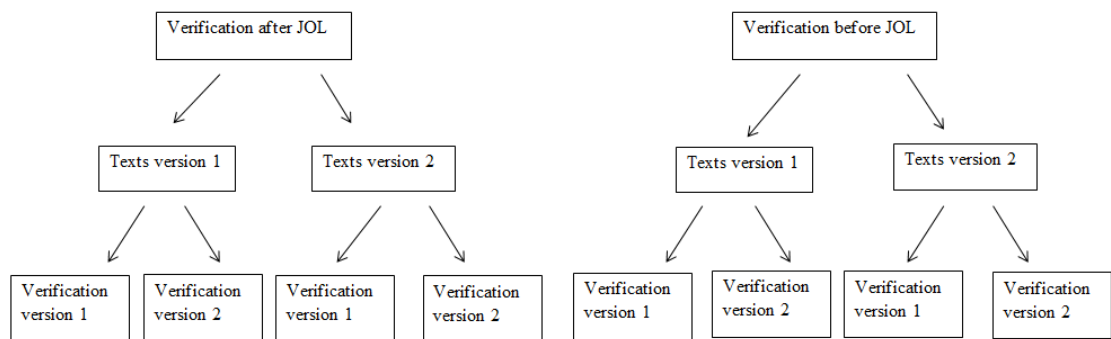 Verification after JOL
Verification before JOL
Texts version 1
Texts version 2
Texts version 1
Texts version 2
Verification
version 1
Verification
version 2
Verification
version 1
Verification
version 2
Verification
version 1
Verification
version 2
Verification
version 1
Verification
version 2